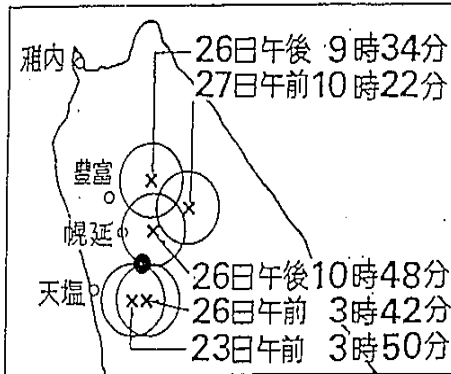 稚内
26日午後 9時34分
27日午前10時22分
豊富
幌延
26日午後10時48分
天塩
26日午前 3時42分
23日午前 3時50分